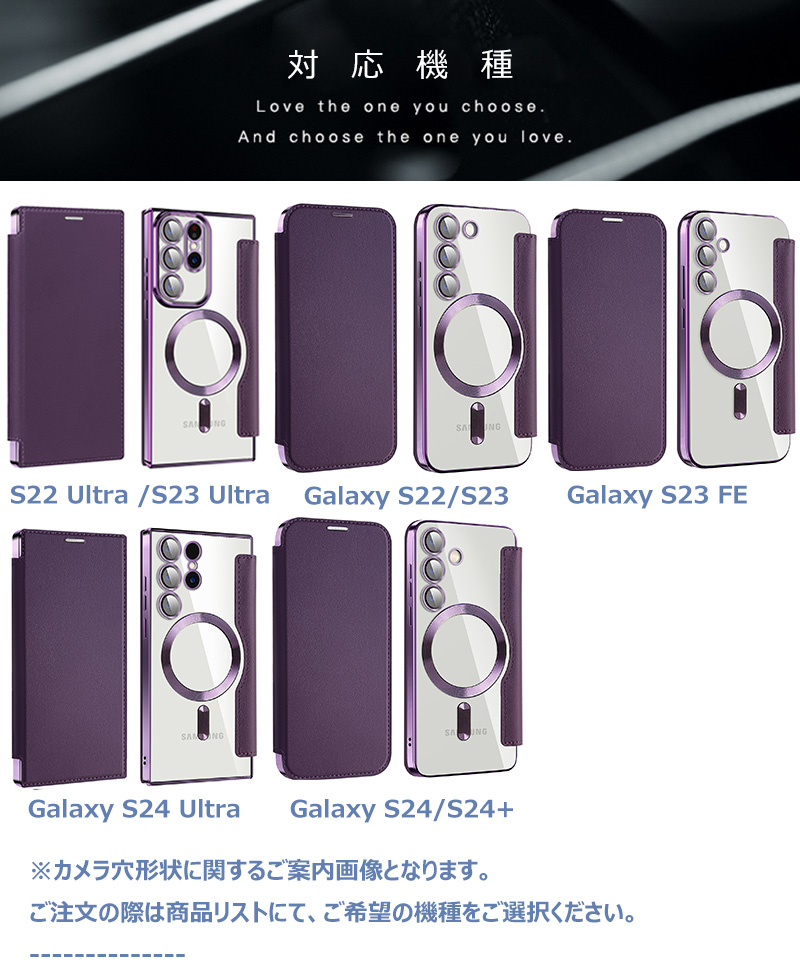 対応機種
Love the one you choose.
And choose the one you love.
SAMSUNG
SAMSUNG
S22 Ultra /S23 Ultra
Galaxy S22/S23
Galaxy S23 FE
SAMSUNG
SAMSUNG
Galaxy S24 Ultra
Galaxy S24/S24+
※カメラ穴形状に関するご案内画像となります。
ご注文の際は商品リストにて、ご希望の機種をご選択ください。
--------------